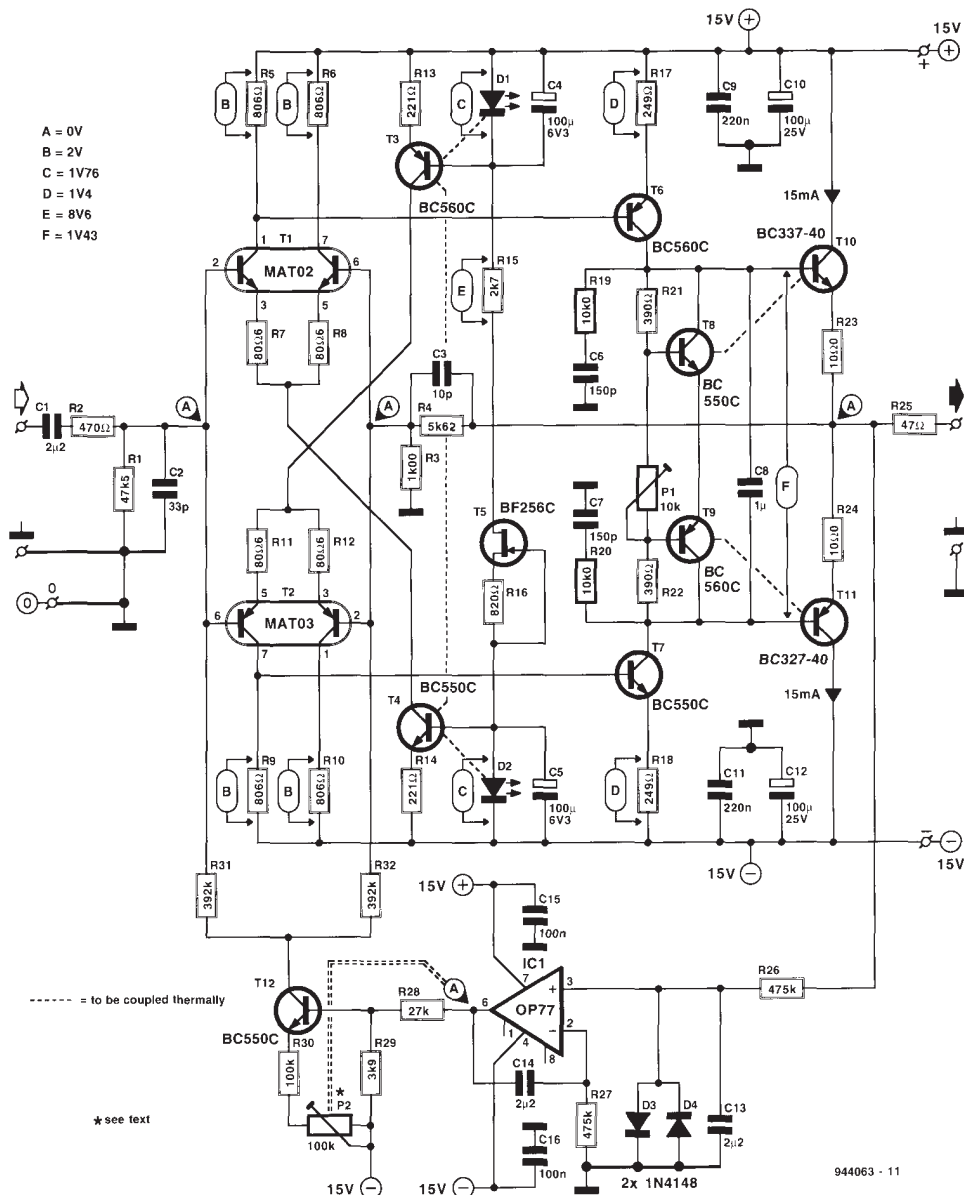 15V
15V
A = 0V
B = 2V
C = 1V76
D = 1V4
E = 8V6
F = 1V43
R5
806Ω
B
R6
806Ω
B
R13
221Ω
D1
C
C4
100µ
6V3
R17
249Ω
D
C9
220n
C10
100µ
25V
T3
BC560C
T6
BC560C
15mA
BC337-40
T10
T1
MAT02
1
7
2
6
3
5
R7
80Ω6
R8
80Ω6
R15
2k7
E
R19
10k0
R21
390Ω
T8
BC
550C
C6
150p
R23
10Ω0
C3
10p
A
A
A
R4
5k62
R25
47Ω
C1
2µ2
R2
470Ω
R1
47k5
C2
33p
R3
1k00
T5
BF256C
P1
10k
C8
1µ
F
C7
150p
R20
10k0
T9
BC
560C
R24
10Ω0
R11
80Ω6
R12
80Ω6
R16
820Ω
R22
390Ω
0
0
T2
MAT03
5
3
6
2
7
1
T7
BC550C
T11
BC327-40
15mA
T4
BC550C
R9
806Ω
B
R10
806Ω
B
R14
221Ω
C
D2
C5
100µ
6V3
D
R18
249Ω
C11
220n
C12
100µ
25V
15V
15V
R31
392k
R32
392k
15V
C15
100n
IC1
OP77
7
3
2
6
1
4
8
R26
475k
A
R28
27k
T12
BC550C
R30
100k
R29
3k9
P2
100k
*
C14
2µ2
R27
475k
D3
D4
C13
2µ2
C16
100n
15V
15V
2x 1N4148
----- = to be coupled thermally
* see text
944063 - 11